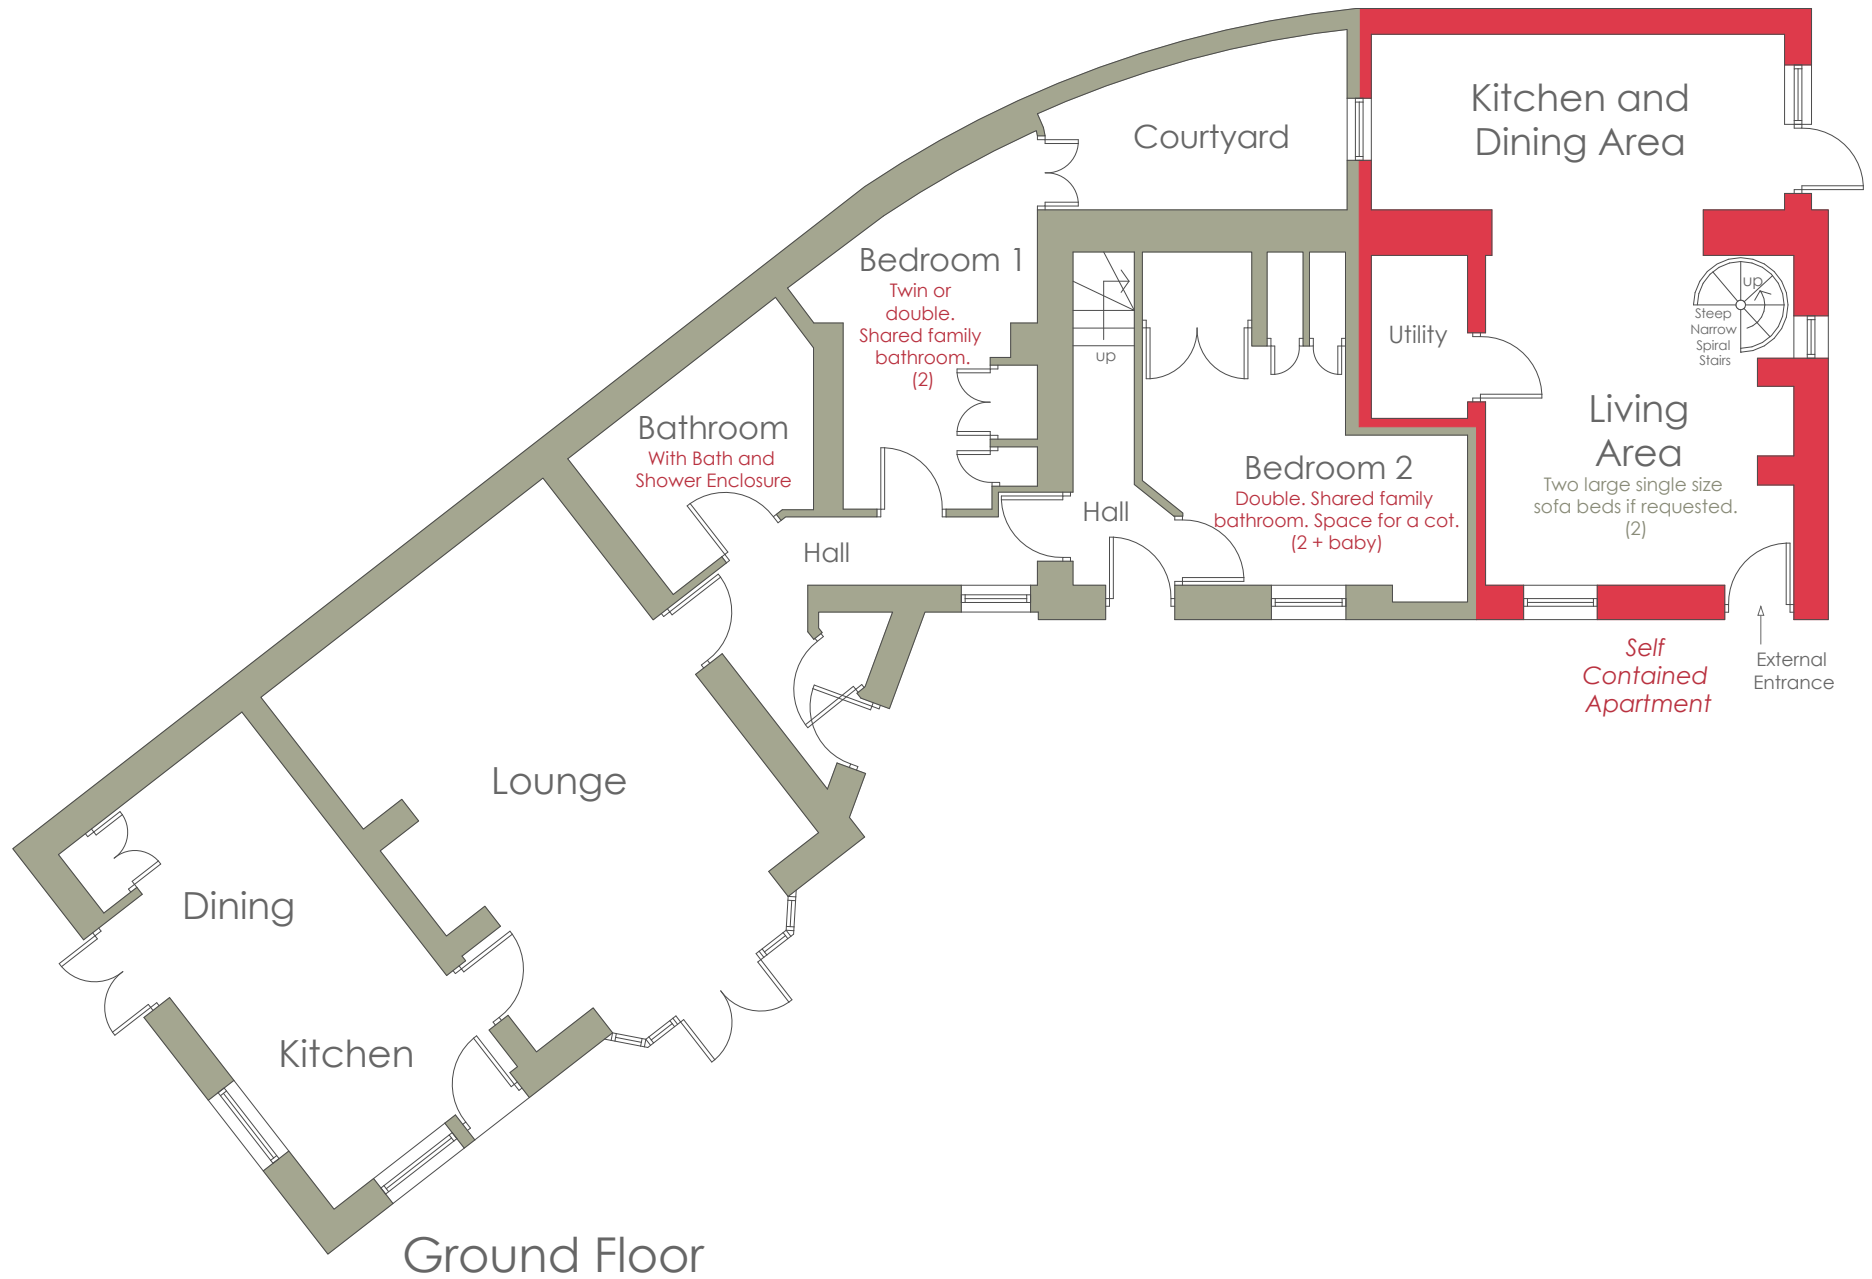 Kitchen and
Dining Area
Courtyard
Bedroom 1
Twin or
double.
Shared family
bathroom.
(2)
up
Utility
up
Steep
Narrow
Spiral
Stairs
Living
Area
Two large single size
sofa beds if requested.
(2)
Bathroom
With Bath and
Shower Enclosure
Bedroom 2
Double. Shared family
bathroom. Space for a cot.
(2 + baby)
Hall
Hall
Self
Contained
Apartment
External
Entrance
Lounge
Dining
Kitchen
Ground Floor